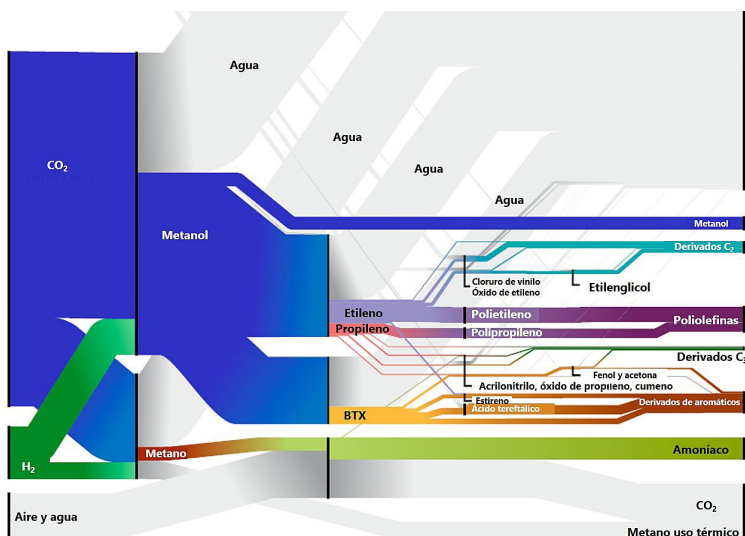 Agua
CO₂
Agua
Agua
Agua
Metanol
Metanol
Derivados C₂
Cloruro de vinilo
Óxido de etileno
Etilenglicol
Etileno
Polietileno
Poliolefinas
Propileno
Polipropileno
Derivados C₃
Fenol y acetona
Acrilonitrilo, óxido de propileno, cumeno
Estireno
Derivados de aromáticos
BTX
Ácido tereftálico
Metano
Amoníaco
H₂
Aire y agua
CO₂
Metano uso térmico